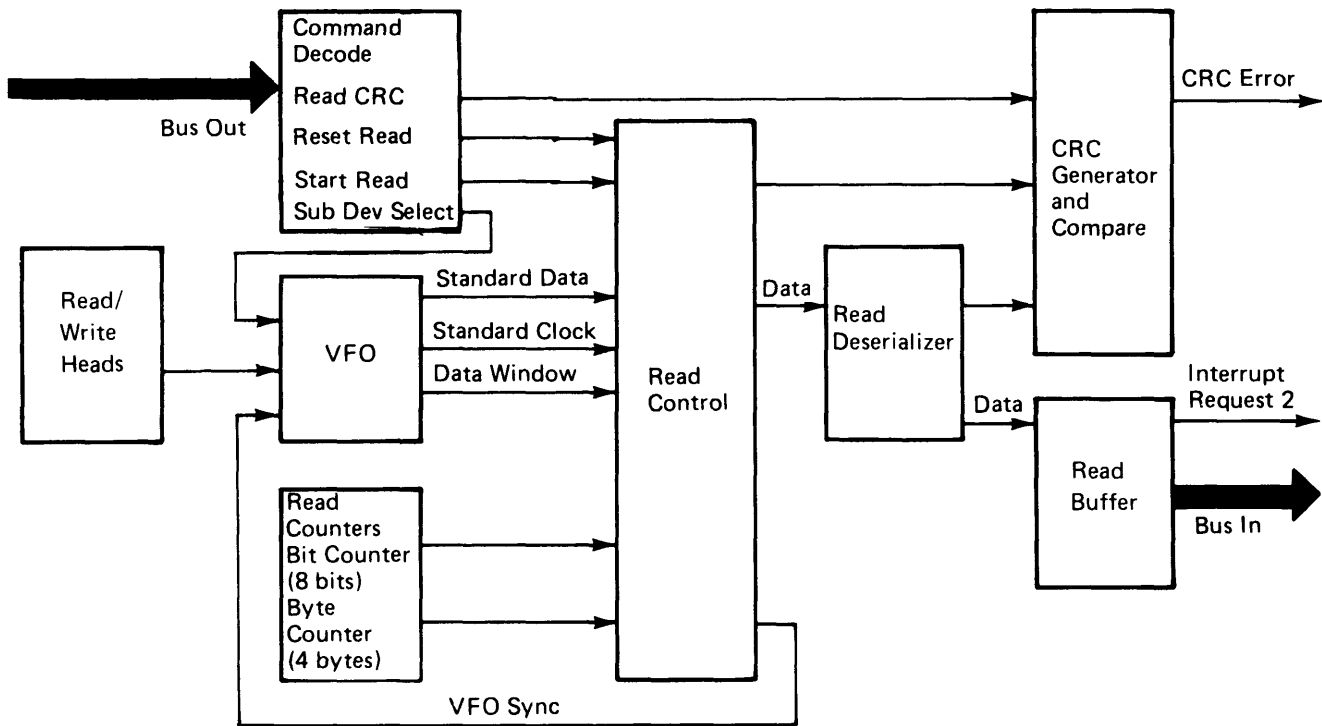 Command
Decode
Read CRC
Reset Read
Start Read
Sub Dev Select
Bus Out
CRC Error
CRC
Generator
and
Compare
Read/
Write
Heads
VFO
Standard Data
Standard Clock
Data Window
Read
Control
Data
Read
Deserializer
Data
Interrupt
Request 2
Read
Buffer
Bus In
Read
Counters
Bit Counter
(8 bits)
Byte
Counter
(4 bytes)
VFO Sync